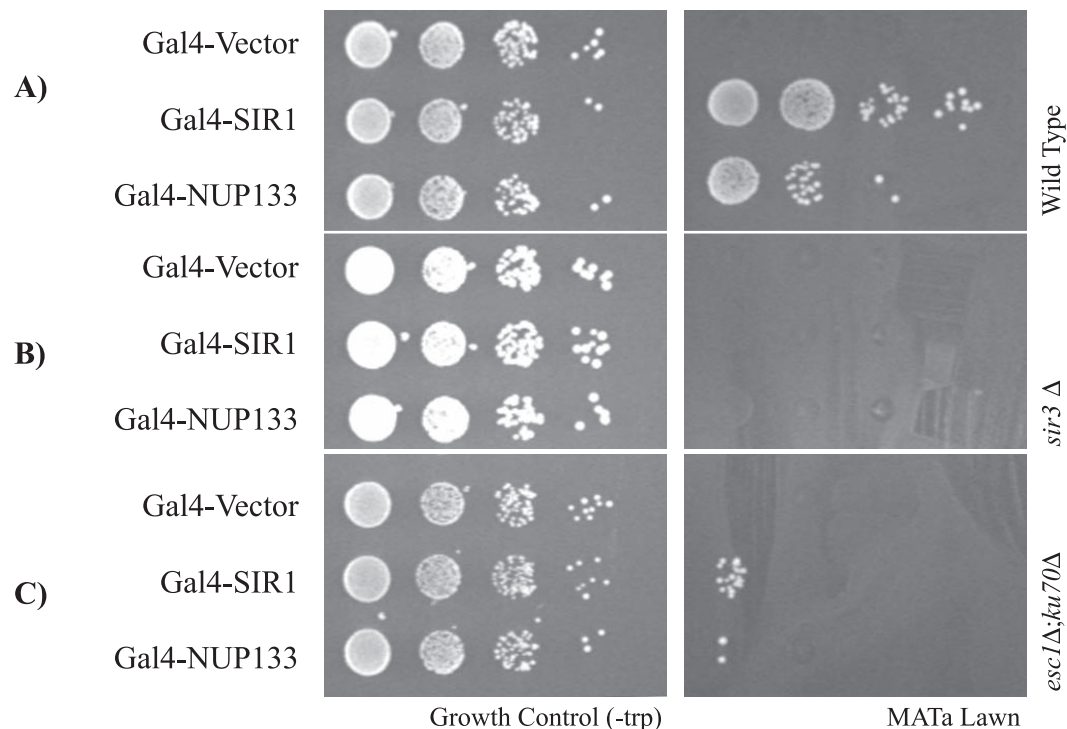 A)
Gal4-Vector
Gal4-SIR1
Gal4-NUP133
Wild Type
B)
Gal4-Vector
Gal4-SIR1
Gal4-NUP133
sir3 Δ
C)
Gal4-Vector
Gal4-SIR1
Gal4-NUP133
esc1Δ;ku70Δ
Growth Control (-trp)
MATa Lawn